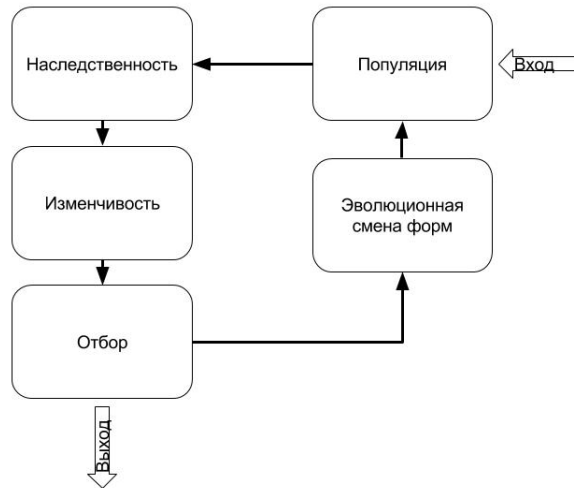 Наследственность
Популяция
Вход
Изменчивость
Эволюционная
смена форм
Отбор
Выход